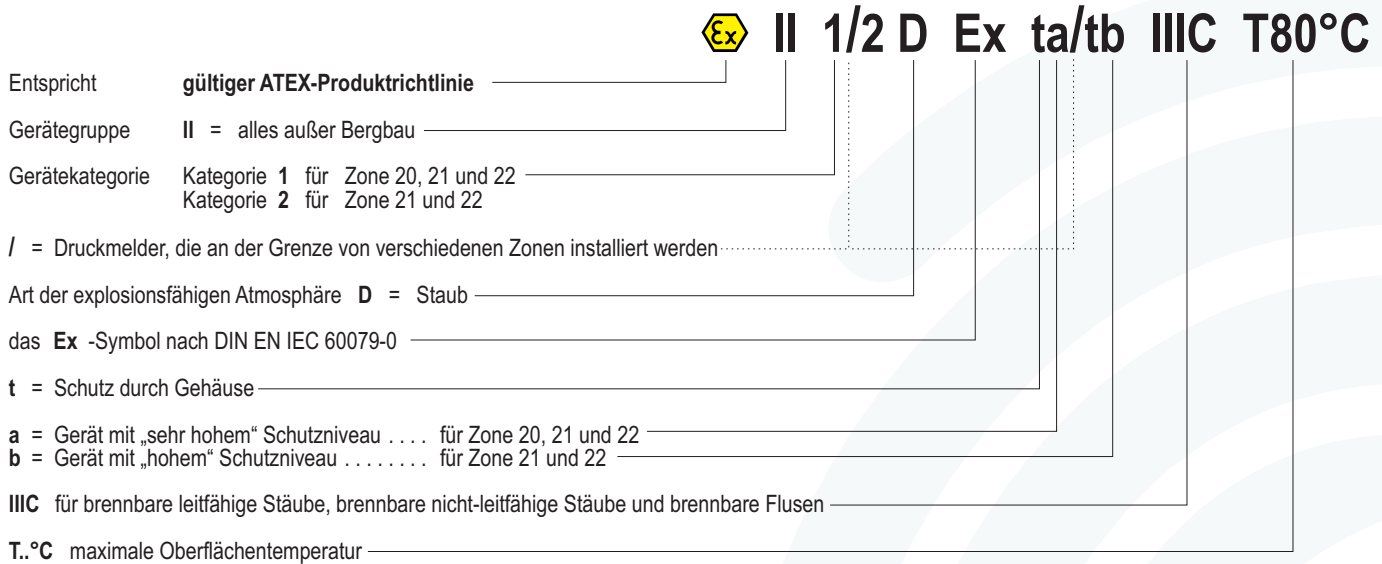 Ex II 1/2 D Ex ta/tb IIIC T80°C
Entspricht gültiger ATEX-Produktrichtlinie
Gerätegruppe II = alles außer Bergbau
Gerätekategorie Kategorie 1 für Zone 20, 21 und 22
Kategorie 2 für Zone 21 und 22
/ = Druckmelder, die an der Grenze von verschiedenen Zonen installiert werden
Art der explosionsfähigen Atmosphäre D = Staub
das Ex -Symbol nach DIN EN IEC 60079-0
t = Schutz durch Gehäuse
a = Gerät mit „sehr hohem“ Schutzniveau . . . . für Zone 20, 21 und 22
b = Gerät mit „hohem“ Schutzniveau . . . . . . . . für Zone 21 und 22
IIIC für brennbare leitfähige Stäube, brennbare nicht-leitfähige Stäube und brennbare Flusen
T..°C maximale Oberflächentemperatur